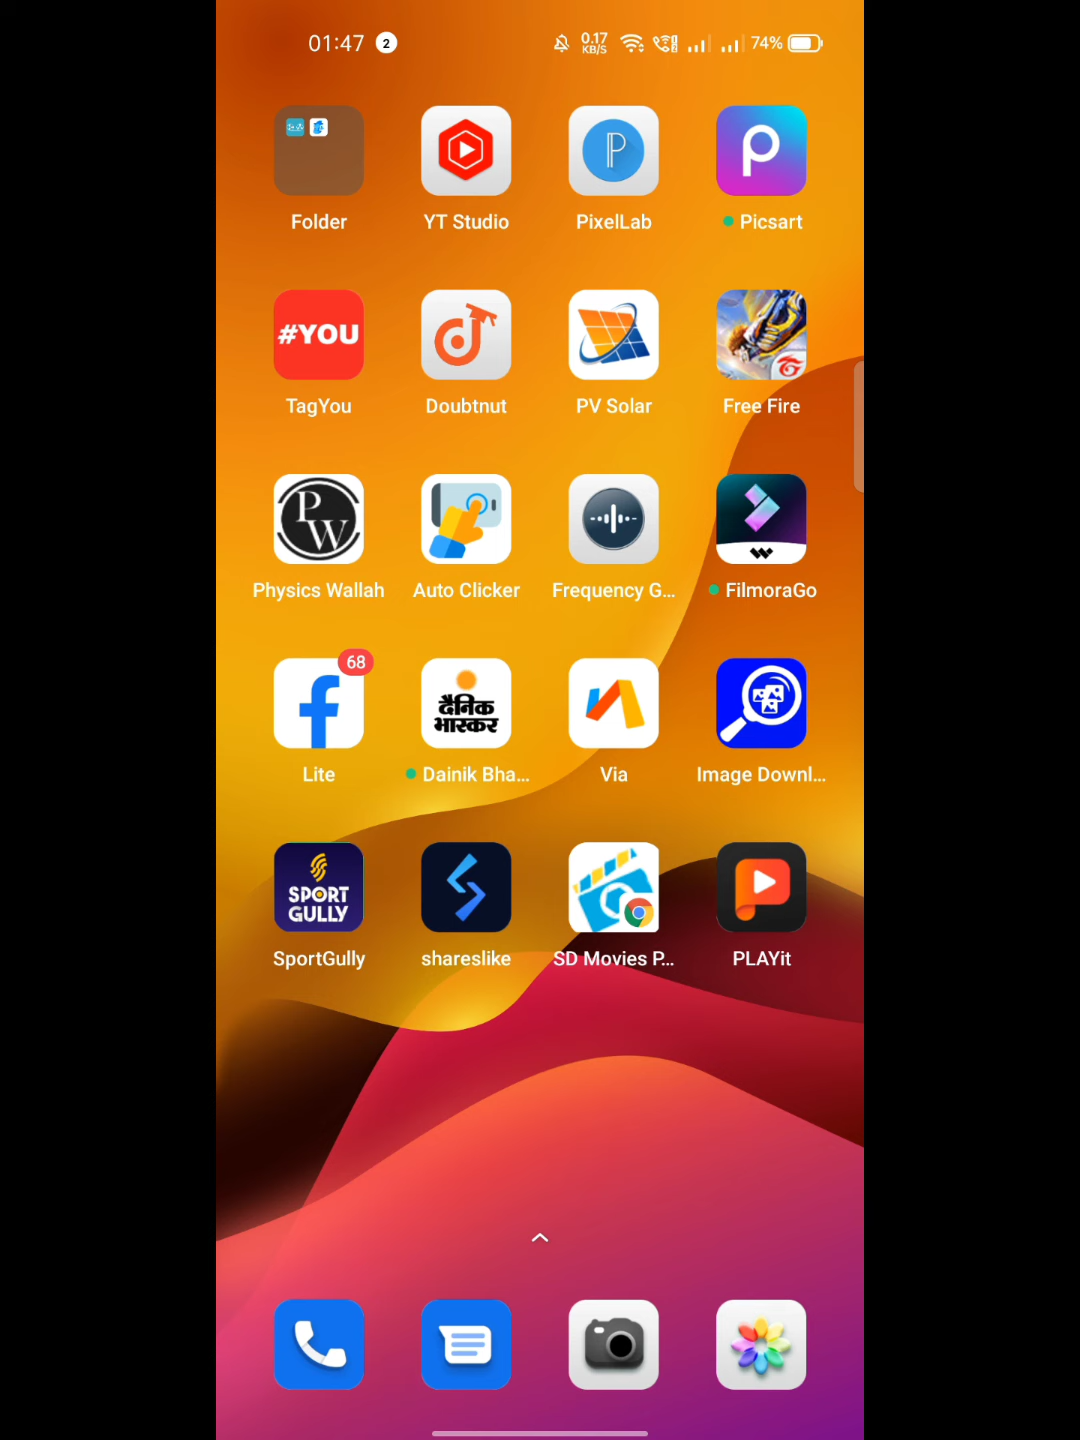 01:47 2 0.17 KB/S 74%
Folder YT Studio PixelLab Picsart
#YOU
TagYou Doubtnut PV Solar Free Fire
P W
Physics Wallah Auto Clicker Frequency G... FilmoraGo
68
दैनिक
भास्कर
Lite Dainik Bha... Via Image Downl...
SPORT
GULLY
SportGully shareslike SD Movies P... PLAYit